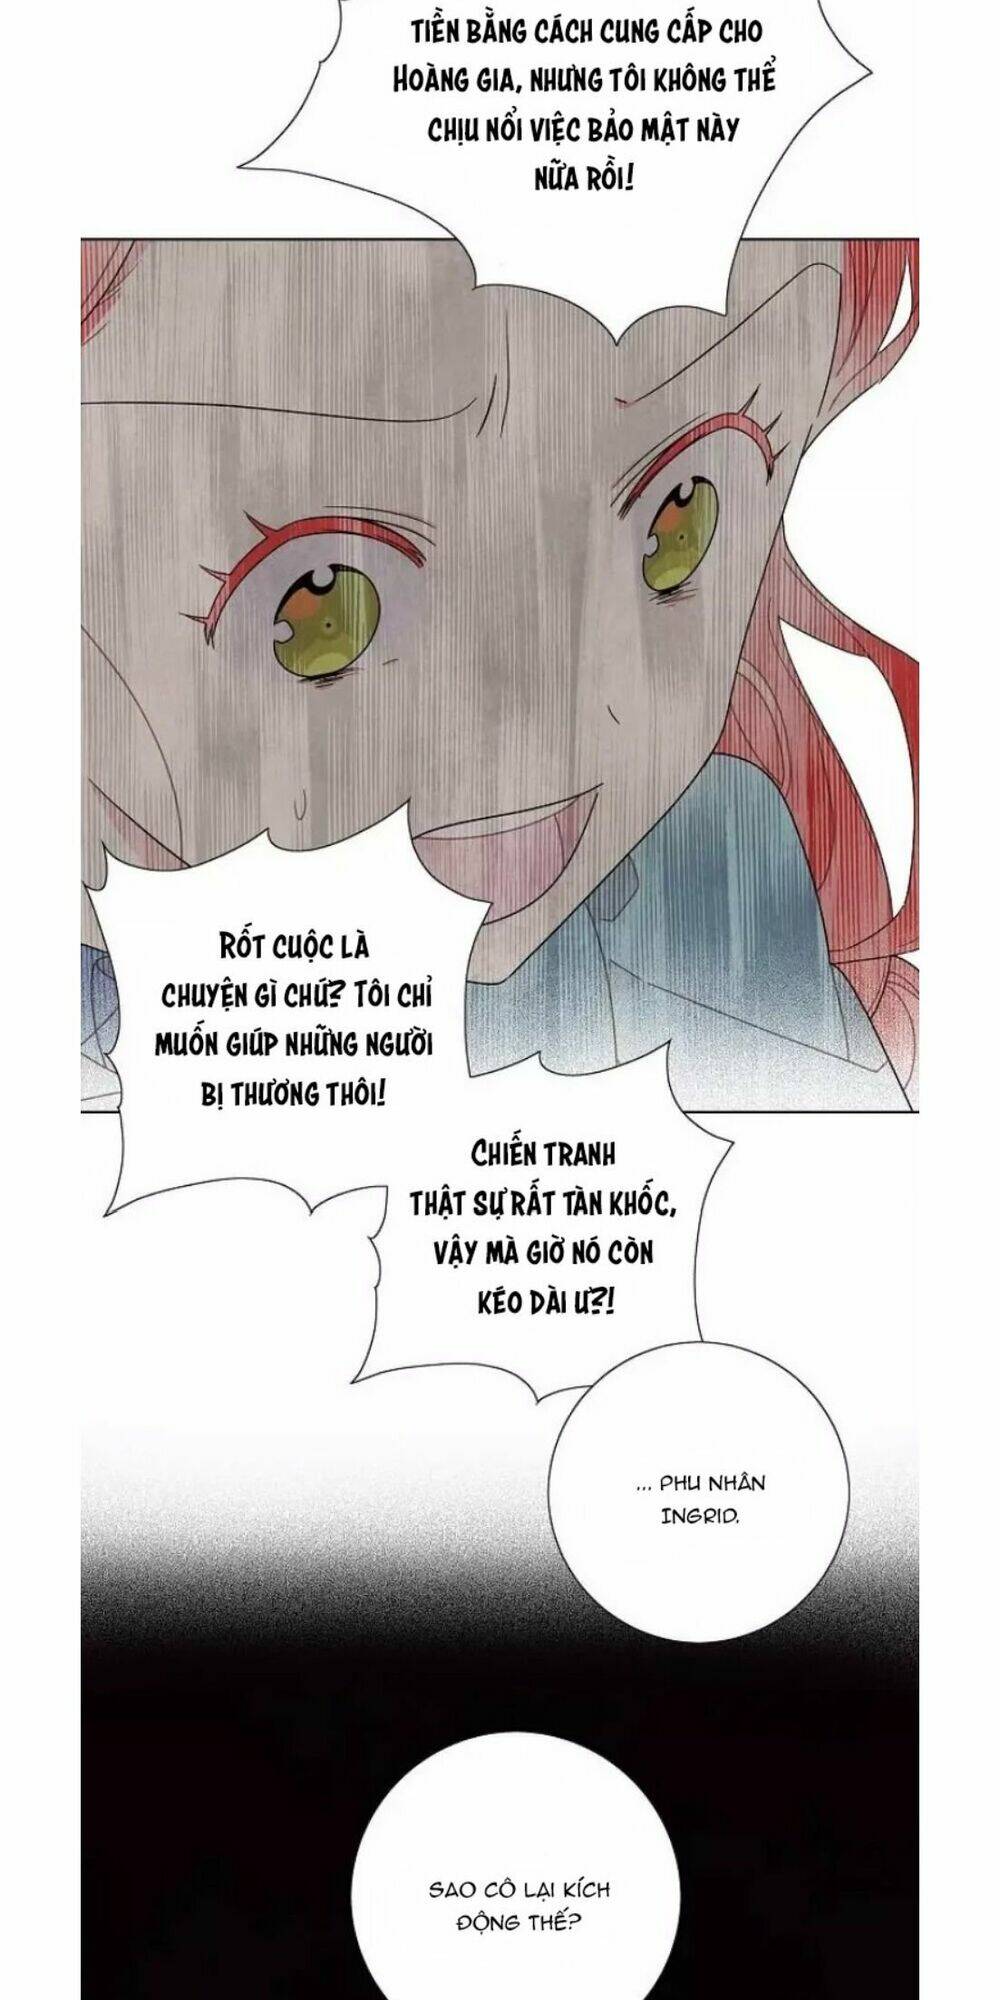 TIỀN BẰNG CÁCH CUNG CẤP CHO
HOÀNG GIA, NHƯNG TÔI KHÔNG THỂ
CHỊU NỔI VIỆC BẢO MẬT NÀY
NỮA RỒI!
RỐT CUỘC LÀ
CHUYỆN GÌ CHỨ? TÔI CHỈ
MUỐN GIÚP NHỮNG NGƯỜI
BỊ THƯƠNG THÔI!
CHIẾN TRANH
THẬT SỰ RẤT TÀN KHỐC,
VẬY MÀ GIỜ NÓ CÒN
KÉO DÀI Ư?!
... PHU NHÂN
INGRID.
SAO CÔ LẠI KÍCH
ĐỘNG THẾ?